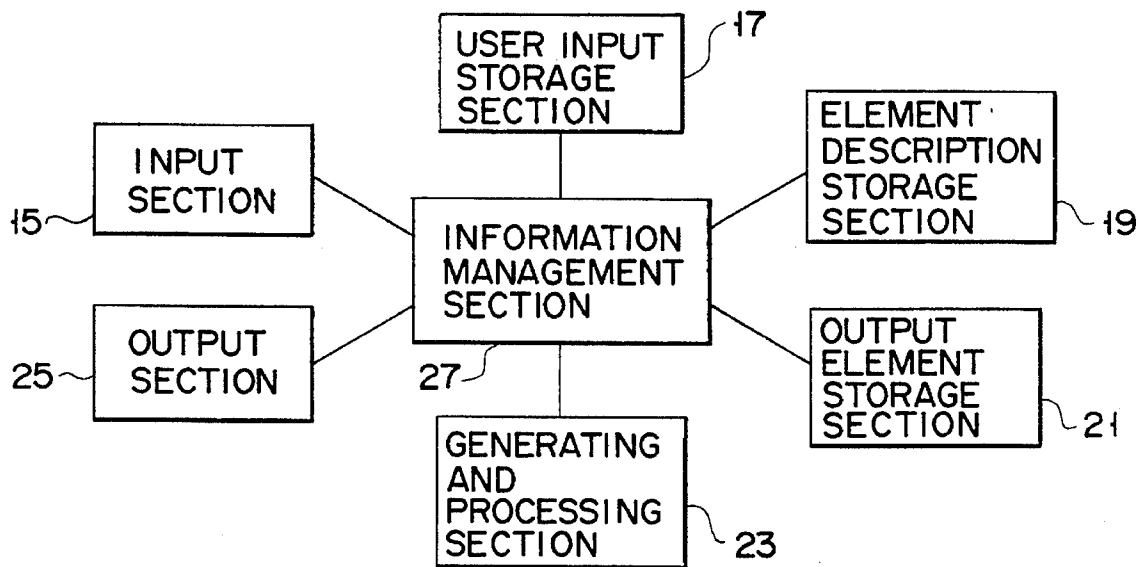 USER INPUT
STORAGE
SECTION
17
INPUT
SECTION
15
ELEMENT
DESCRIPTION
STORAGE
SECTION
19
INFORMATION
MANAGEMENT
SECTION
27
OUTPUT
SECTION
25
OUTPUT
ELEMENT
STORAGE
SECTION
21
GENERATING
AND
PROCESSING
SECTION
23